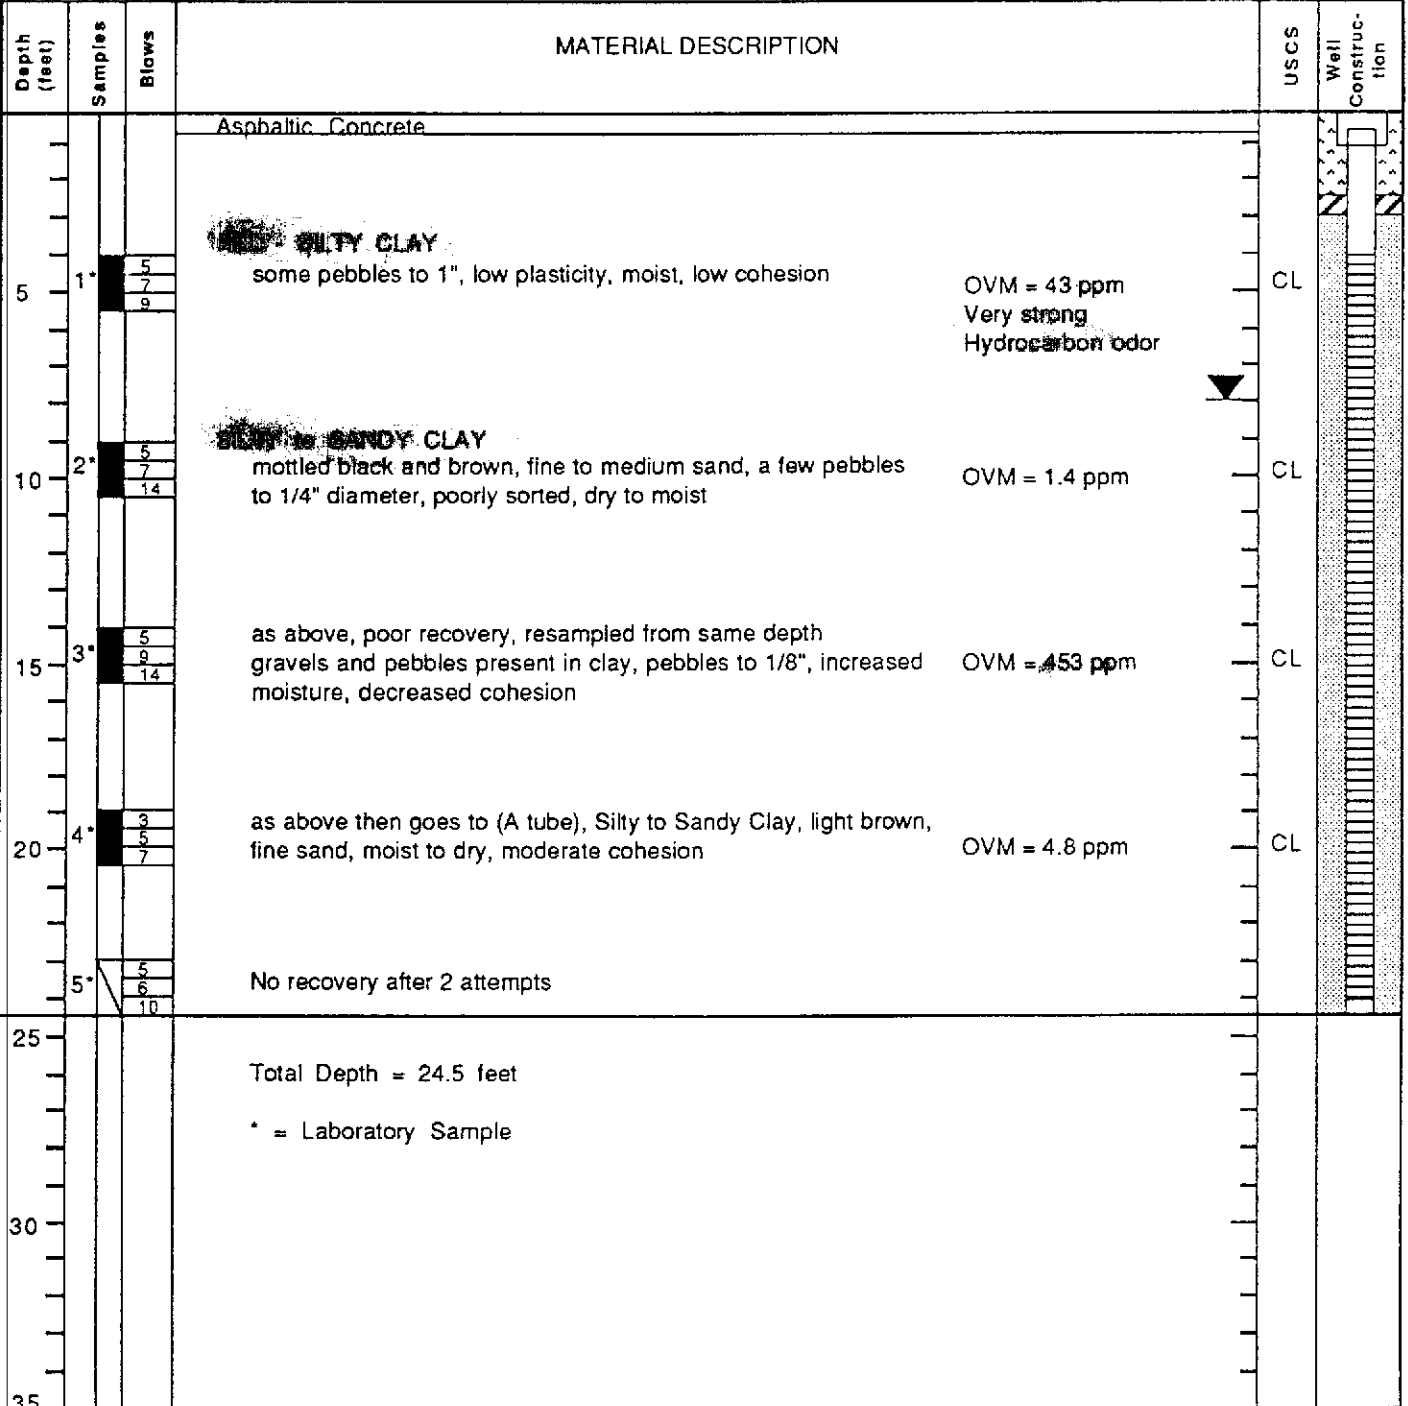 Depth (feet)
Samples
Blows
MATERIAL DESCRIPTION
USCS
Well Construc- tion
Asphaltic Concrete
SILTY CLAY
1* 5 some pebbles to 1", low plasticity, moist, low cohesion
5 7 OVM = 43 ppm CL
9
Very strong
Hydrocarbon odor
SILTY to SANDY CLAY
2* 5 mottled black and brown, fine to medium sand, a few pebbles
10 7 OVM = 1.4 ppm CL
14 to 1/4" diameter, poorly sorted, dry to moist
5 as above, poor recovery, resampled from same depth
15 3* 9 gravels and pebbles present in clay, pebbles to 1/8", increased OVM = 453 ppm CL
14 moisture, decreased cohesion
3 as above then goes to (A tube), Silty to Sandy Clay, light brown,
4* 5
20 7 fine sand, moist to dry, moderate cohesion OVM = 4.8 ppm CL
5
5* 6 No recovery after 2 attempts
10
25
Total Depth = 24.5 feet
* = Laboratory Sample
30
35